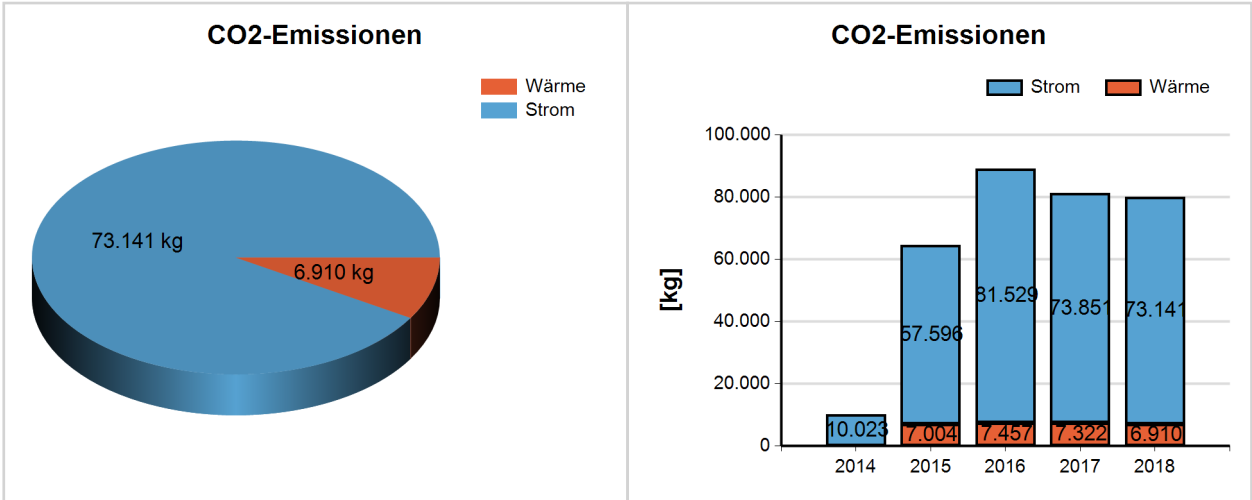 CO2-Emissionen
Wärme
Strom
73.141 kg
6.910 kg
CO2-Emissionen
Strom
Wärme
[kg]
100.000
80.000
60.000
40.000
20.000
0
81.529
73.851
73.141
57.596
10.023
7.004
7.457
7.322
6.910
2014
2015
2016
2017
2018